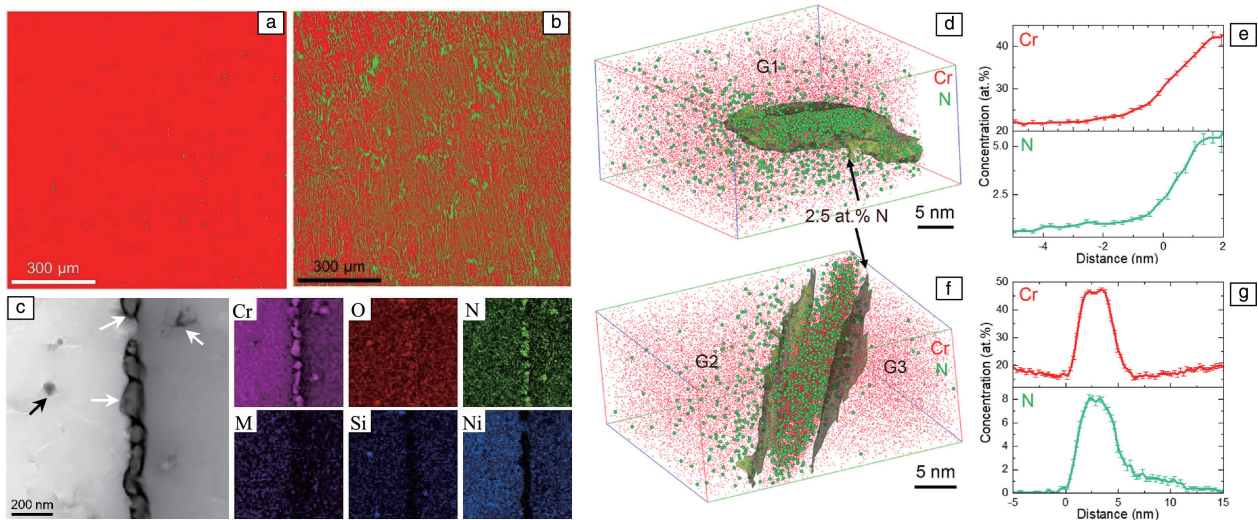 a
300 µm
b
300 µm
c
200 nm
Cr
O
N
M
Si
Ni
d
G1
Cr
N
2.5 at.% N
5 nm
e
Cr
40
30
20
N
5.0
2.5
Concentration (at.%)
-4
-2
0
2
Distance (nm)
f
G2
G3
Cr
N
5 nm
g
Cr
50
40
30
20
N
8
6
4
2
0
Concentration (at.%)
-5
0
5
10
15
Distance (nm)